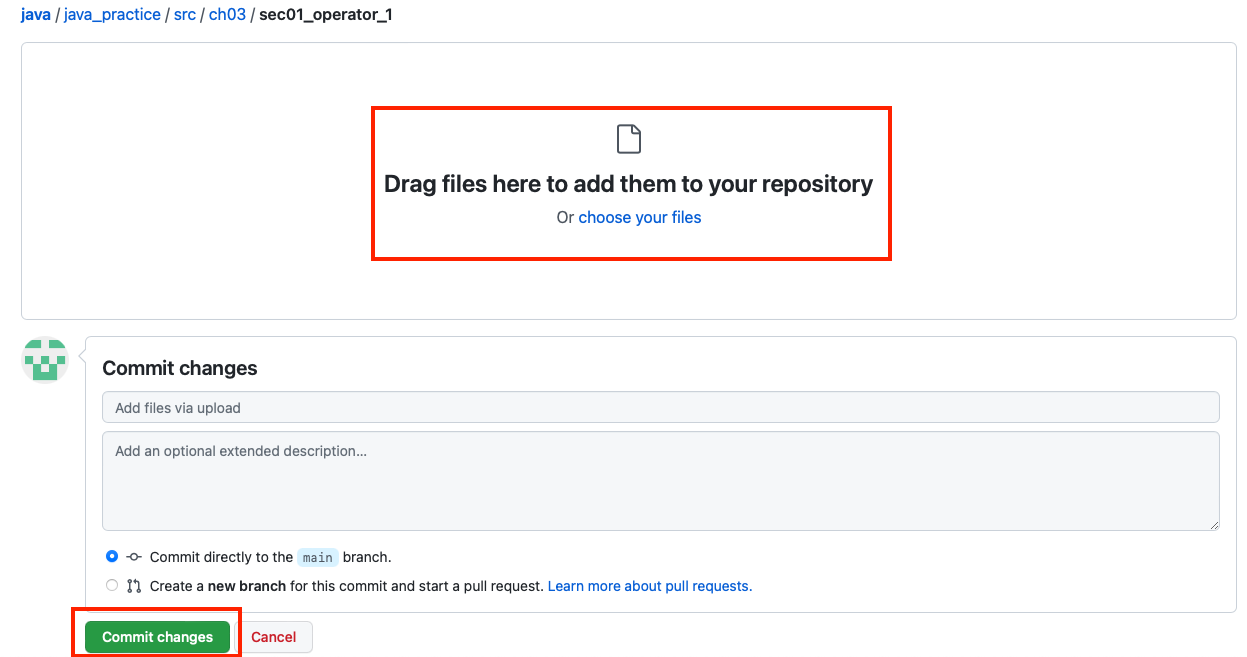 java / java_practice / src / ch03 / sec01_operator_1
Drag files here to add them to your repository
Or choose your files
Commit changes
Add files via upload
Add an optional extended description...
Commit directly to the main branch.
Create a new branch for this commit and start a pull request. Learn more about pull requests.
Commit changes Cancel